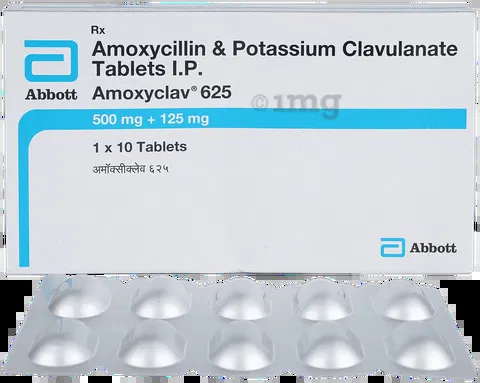 Rx
Amoxycillin & Potassium Clavulanate
Tablets I.P.
Abbott
Amoxyclav® 625
©1mg
500 mg + 125 mg
1 x 10 Tablets
अमॉक्सीक्लेव ६२५
Abbott